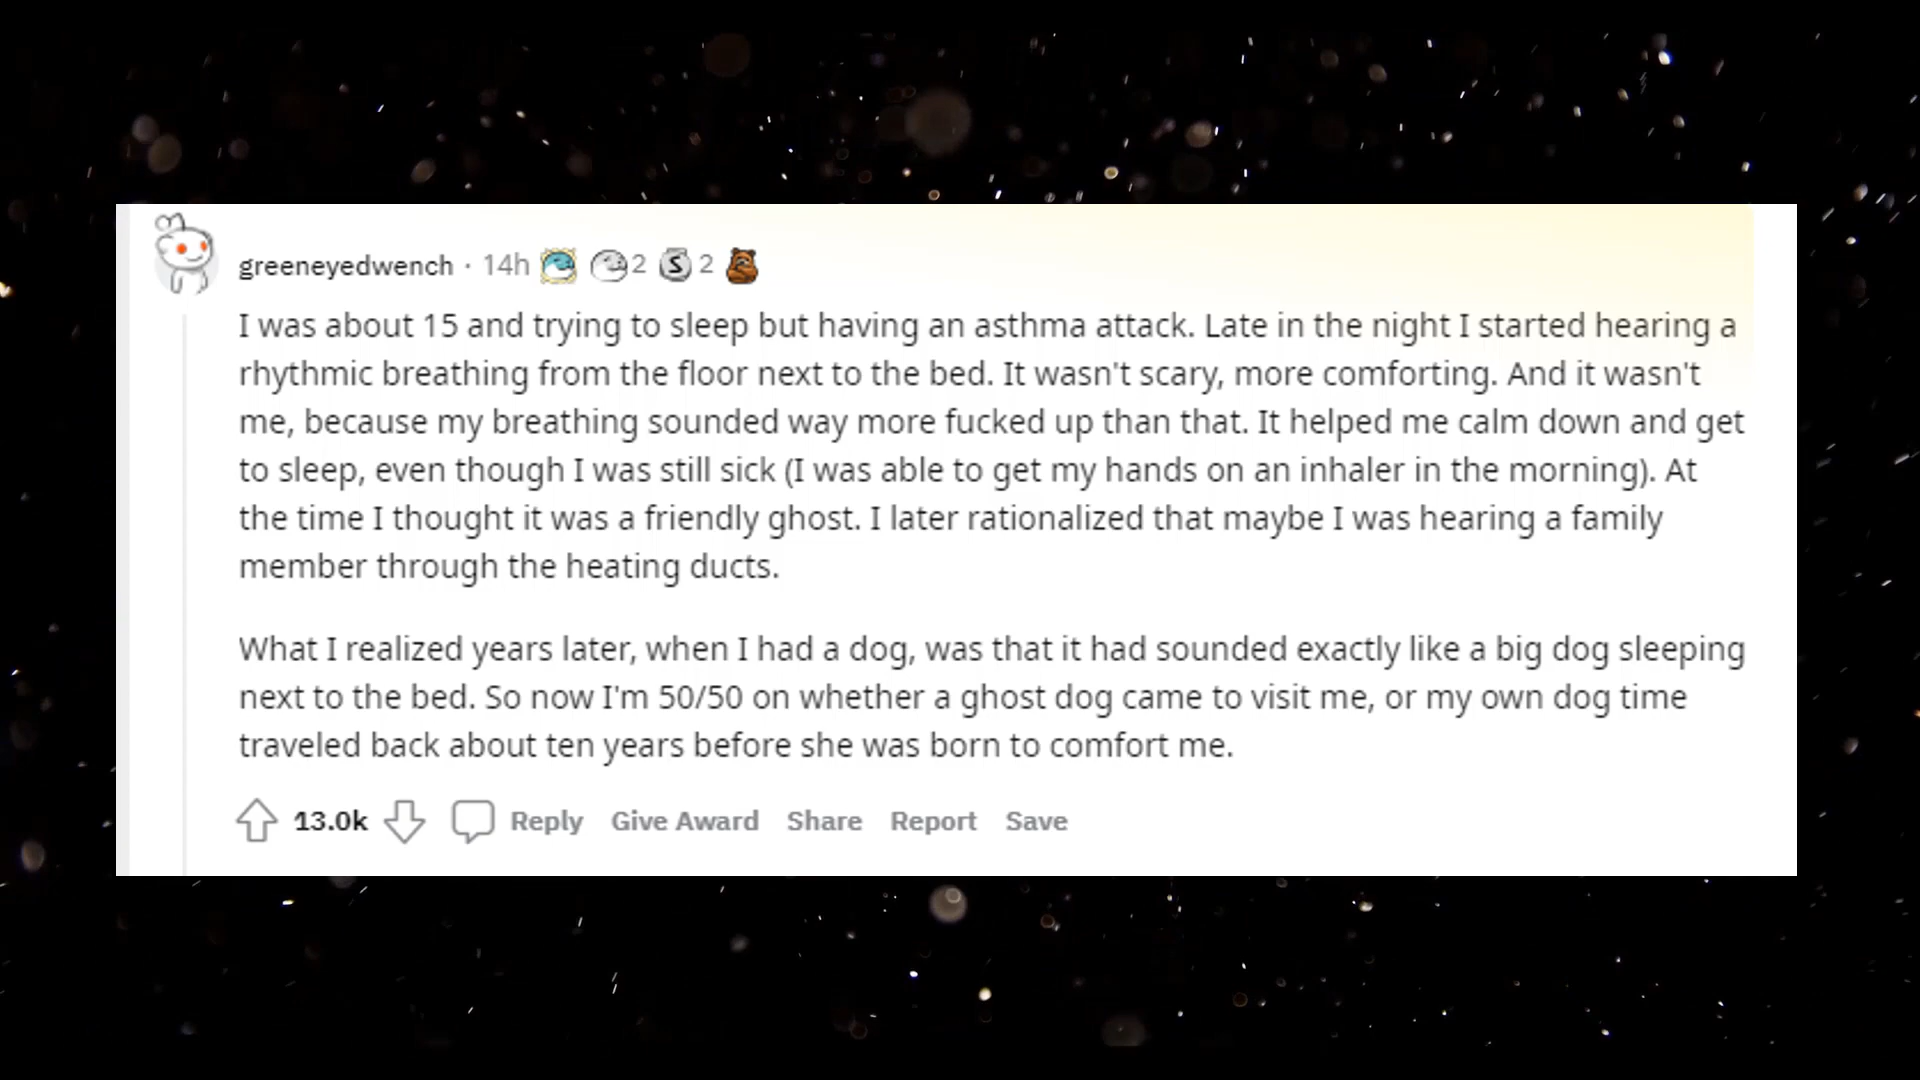 greeneyedwench · 14h 2 S 2
I was about 15 and trying to sleep but having an asthma attack. Late in the night I started hearing a
rhythmic breathing from the floor next to the bed. It wasn't scary, more comforting. And it wasn't
me, because my breathing sounded way more fucked up than that. It helped me calm down and get
to sleep, even though I was still sick (I was able to get my hands on an inhaler in the morning). At
the time I thought it was a friendly ghost. I later rationalized that maybe I was hearing a family
member through the heating ducts.
What I realized years later, when I had a dog, was that it had sounded exactly like a big dog sleeping
next to the bed. So now I'm 50/50 on whether a ghost dog came to visit me, or my own dog time
traveled back about ten years before she was born to comfort me.
13.0k Reply Give Award Share Report Save